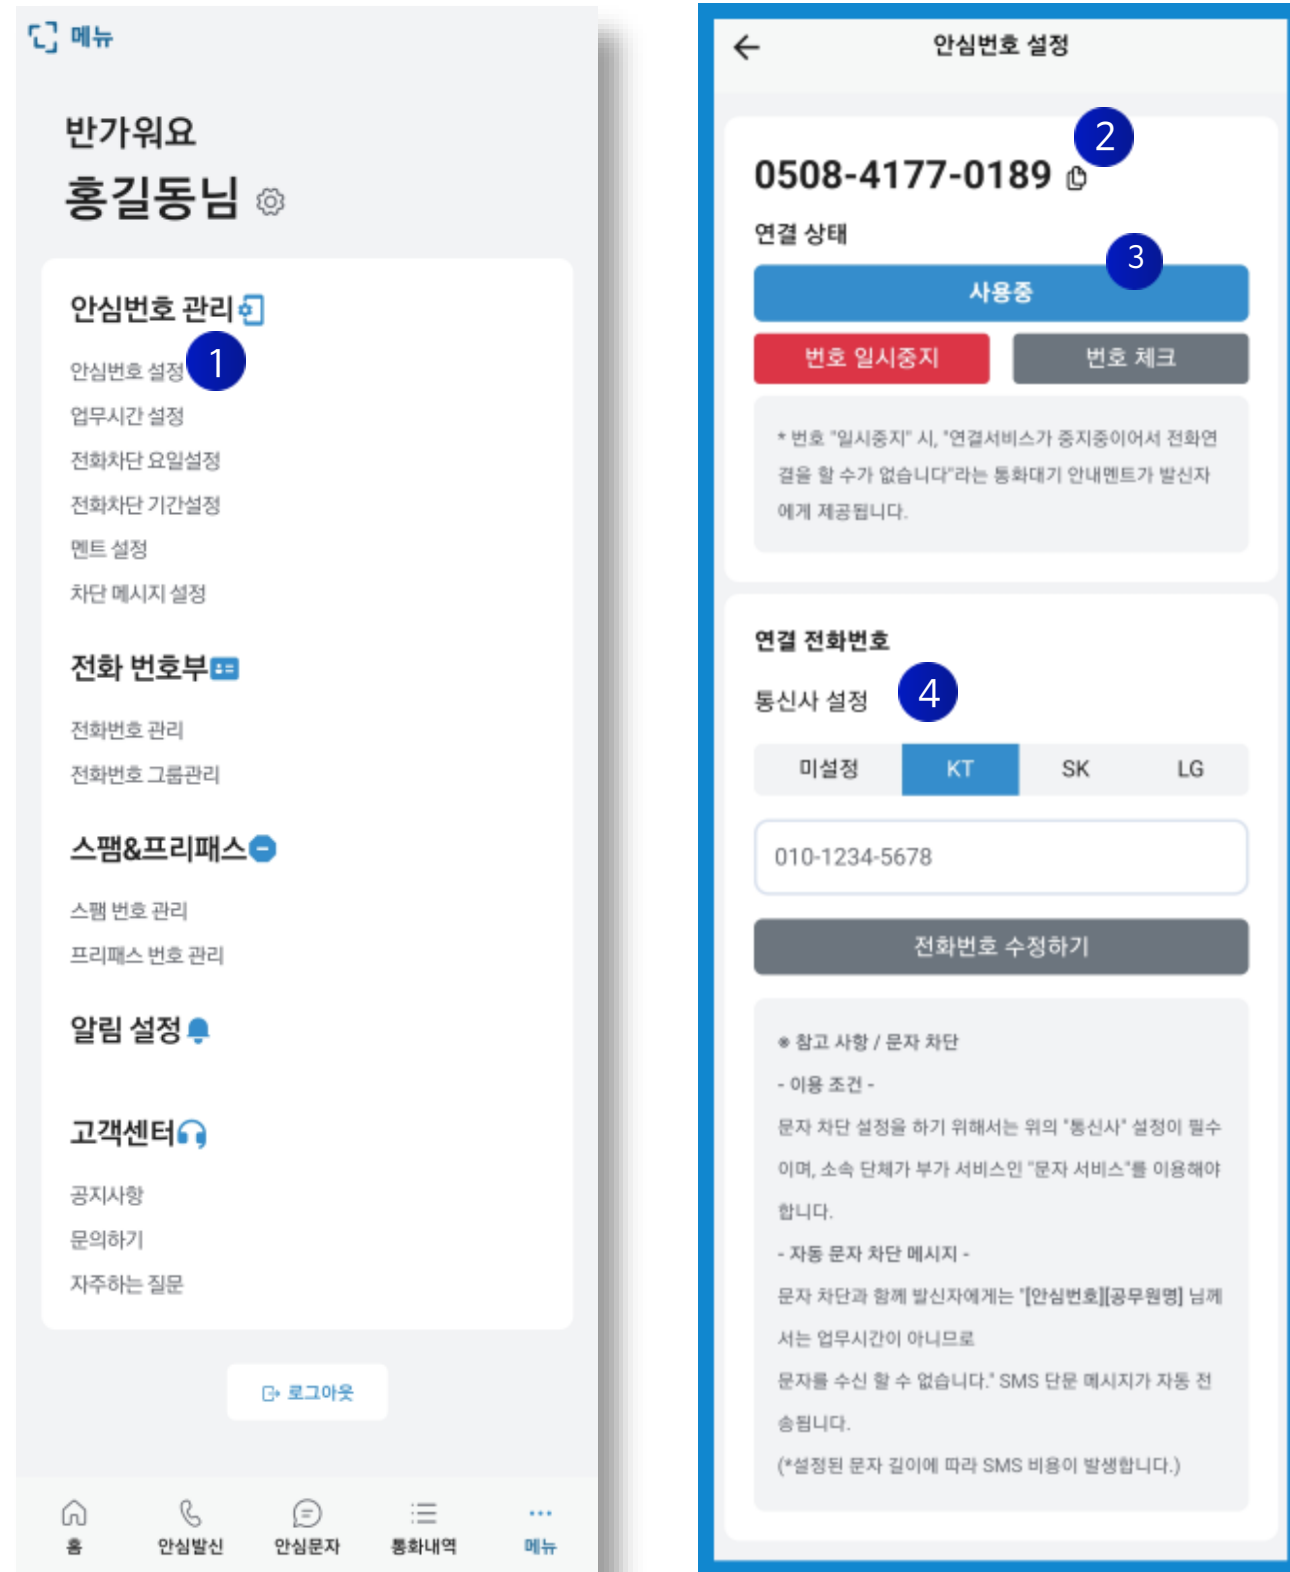 메뉴
반가워요
홍길동님
안심번호 관리
안심번호 설정
1
업무시간 설정
전화차단 요일설정
전화차단 기간설정
멘트 설정
차단 메시지 설정
전화 번호부
전화번호 관리
전화번호 그룹관리
스팸&프리패스
스팸 번호 관리
프리패스 번호 관리
알림 설정
고객센터
공지사항
문의하기
자주하는 질문
로그아웃
홈 안심발신 안심문자 통화내역 메뉴
안심번호 설정
2
0508-4177-0189
연결 상태
3
사용중
번호 일시중지 번호 체크
* 번호 "일시중지" 시, "연결서비스가 중지중이어서 전화연
결을 할 수가 없습니다"라는 통화대기 안내멘트가 발신자
에게 제공됩니다.
연결 전화번호
통신사 설정
4
미설정 KT SK LG
010-1234-5678
전화번호 수정하기
※ 참고 사항 / 문자 차단
- 이용 조건 -
문자 차단 설정을 하기 위해서는 위의 "통신사" 설정이 필수
이며, 소속 단체가 부가 서비스인 "문자 서비스"를 이용해야
합니다.
- 자동 문자 차단 메시지 -
문자 차단과 함께 발신자에게는 "[안심번호][공무원명] 님께
서는 업무시간이 아니므로
문자를 수신 할 수 없습니다." SMS 단문 메시지가 자동 전
송됩니다.
(*설정된 문자 길이에 따라 SMS 비용이 발생합니다.)